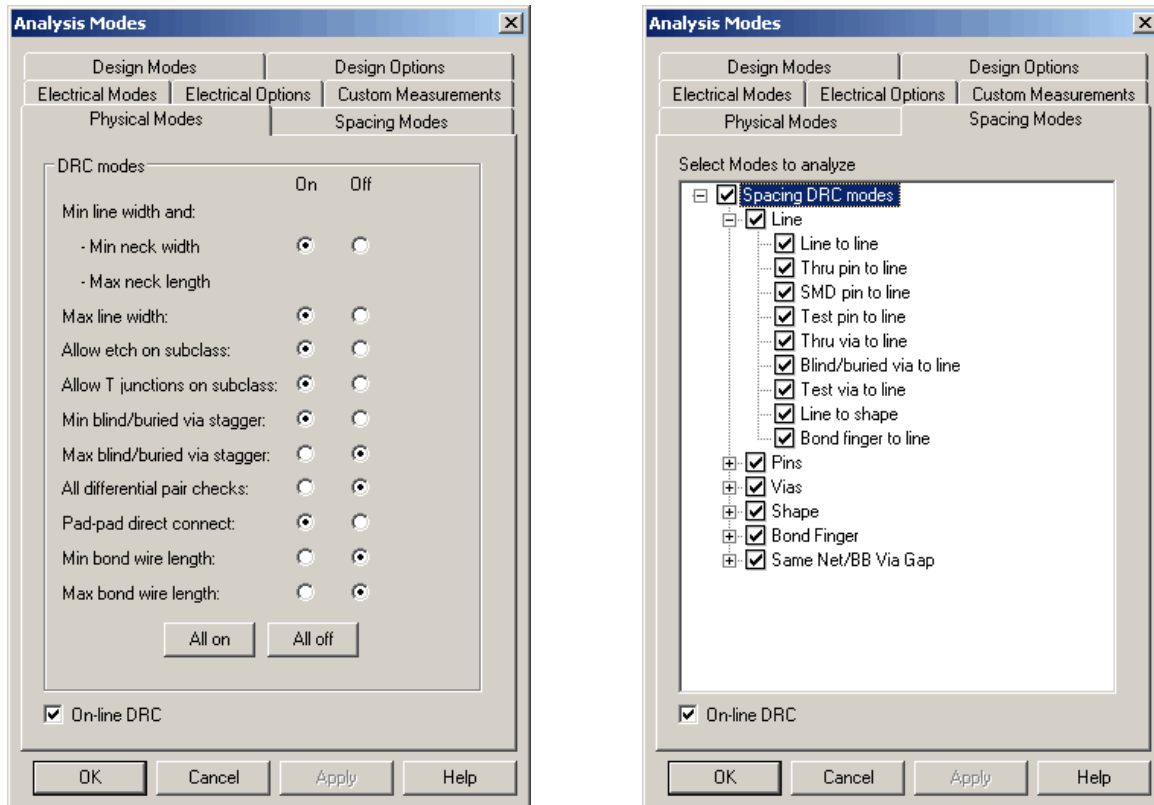 Analysis Modes
Design Modes
Design Options
Electrical Modes
Electrical Options
Custom Measurements
Physical Modes
Spacing Modes
DRC modes
On Off
Min line width and:
- Min neck width
- Max neck length
Max line width:
Allow etch on subclass:
Allow T junctions on subclass:
Min blind/buried via stagger:
Max blind/buried via stagger:
All differential pair checks:
Pad-pad direct connect:
Min bond wire length:
Max bond wire length:
All on
All off
On-line DRC
OK
Cancel
Apply
Help
Analysis Modes
Design Modes
Design Options
Electrical Modes
Electrical Options
Custom Measurements
Physical Modes
Spacing Modes
Select Modes to analyze
Spacing DRC modes
Line
Line to line
Thru pin to line
SMD pin to line
Test pin to line
Thru via to line
Blind/buried via to line
Test via to line
Line to shape
Bond finger to line
Pins
Vias
Shape
Bond Finger
Same Net/BB Via Gap
On-line DRC
OK
Cancel
Apply
Help